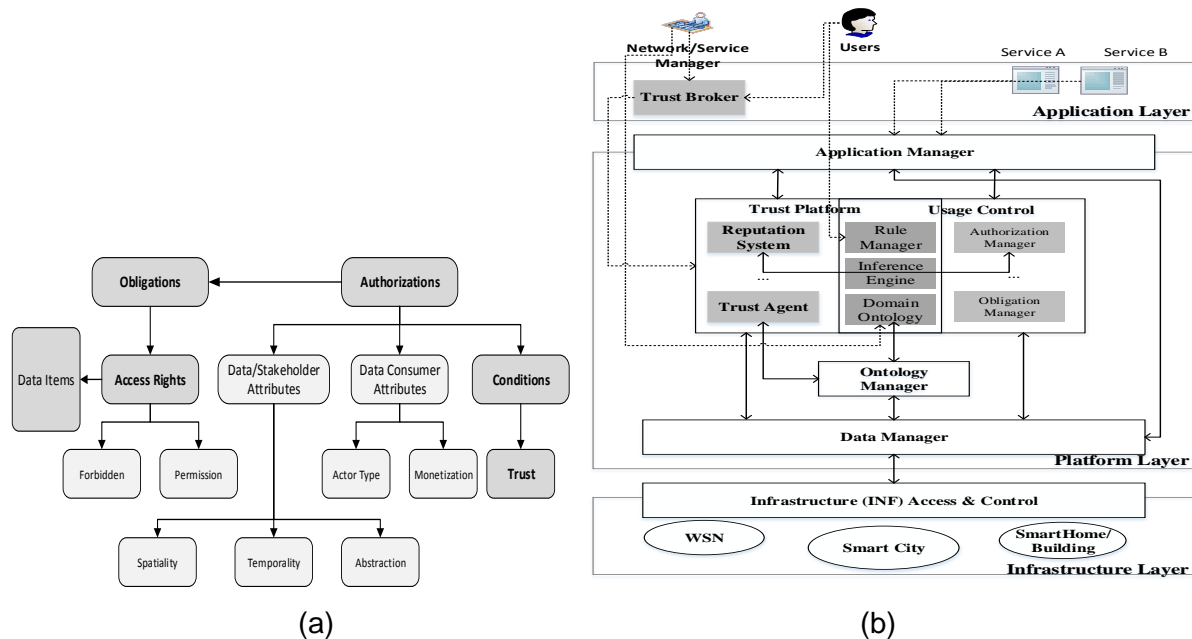 Obligations
Authorizations
Data Items
Access Rights
Data/Stakeholder
Attributes
Data Consumer
Attributes
Conditions
Forbidden
Permission
Actor Type
Monetization
Trust
Spatiality
Temporality
Abstraction
(a)
Network/Service
Manager
Users
Service A
Service B
Trust Broker
Application Layer
Application Manager
Trust Platform
Usage Control
Reputation
System
Rule
Manager
Authorization
Manager
Inference
Engine
...
...
Trust Agent
Domain
Ontology
Obligation
Manager
Ontology
Manager
Data Manager
Platform Layer
Infrastructure (INF) Access & Control
WSN
Smart City
SmartHome/
Building
Infrastructure Layer
(b)